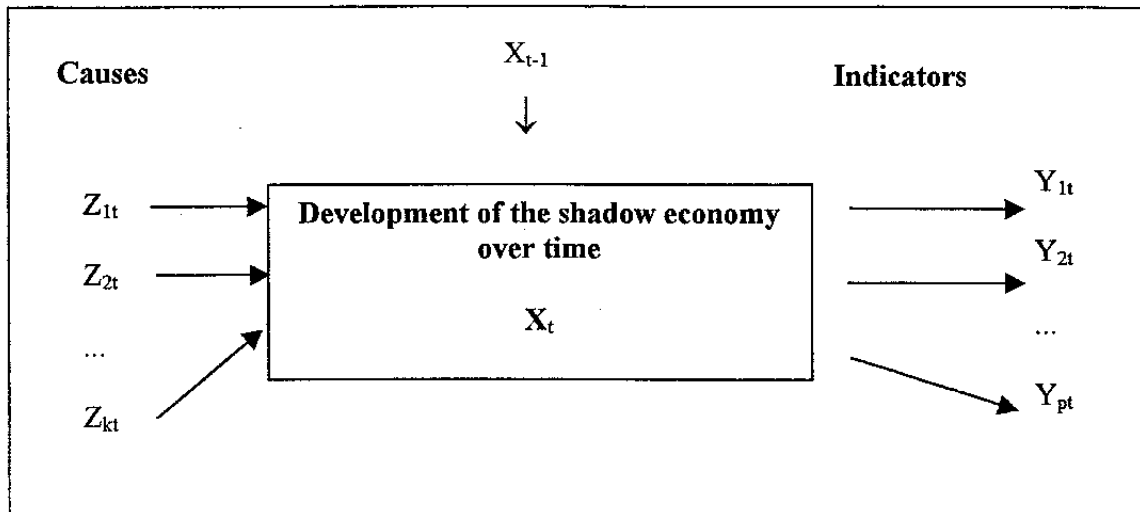 X_{t-1}
Causes
Indicators
Z_{1t}
Z_{2t}
...
Z_{kt}
Development of the shadow economy
over time
X_t
Y_{1t}
Y_{2t}
...
Y_{pt}